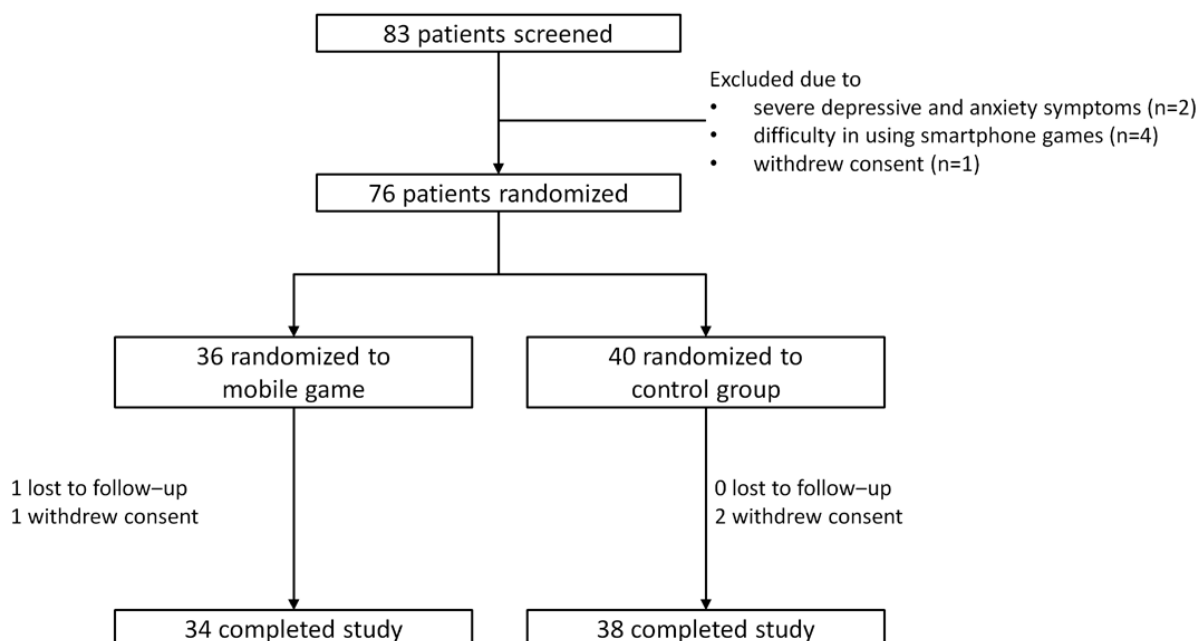 83 patients screened
Excluded due to
• severe depressive and anxiety symptoms (n=2)
• difficulty in using smartphone games (n=4)
• withdrew consent (n=1)
76 patients randomized
36 randomized to
mobile game
40 randomized to
control group
1 lost to follow–up
1 withdrew consent
0 lost to follow–up
2 withdrew consent
34 completed study
38 completed study